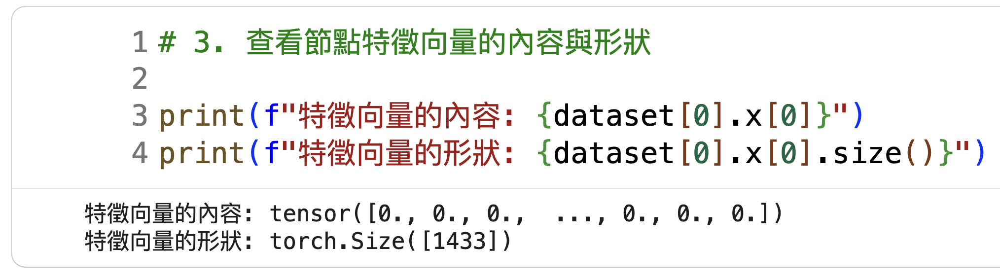 1 # 3. 查看節點特徵向量的內容與形狀
2
3 print(f"特徵向量的內容: {dataset[0].x[0]}")
4 print(f"特徵向量的形狀: {dataset[0].x[0].size()}")
特徵向量的內容: tensor([0., 0., 0.,  ..., 0., 0., 0.])
特徵向量的形狀: torch.Size([1433])